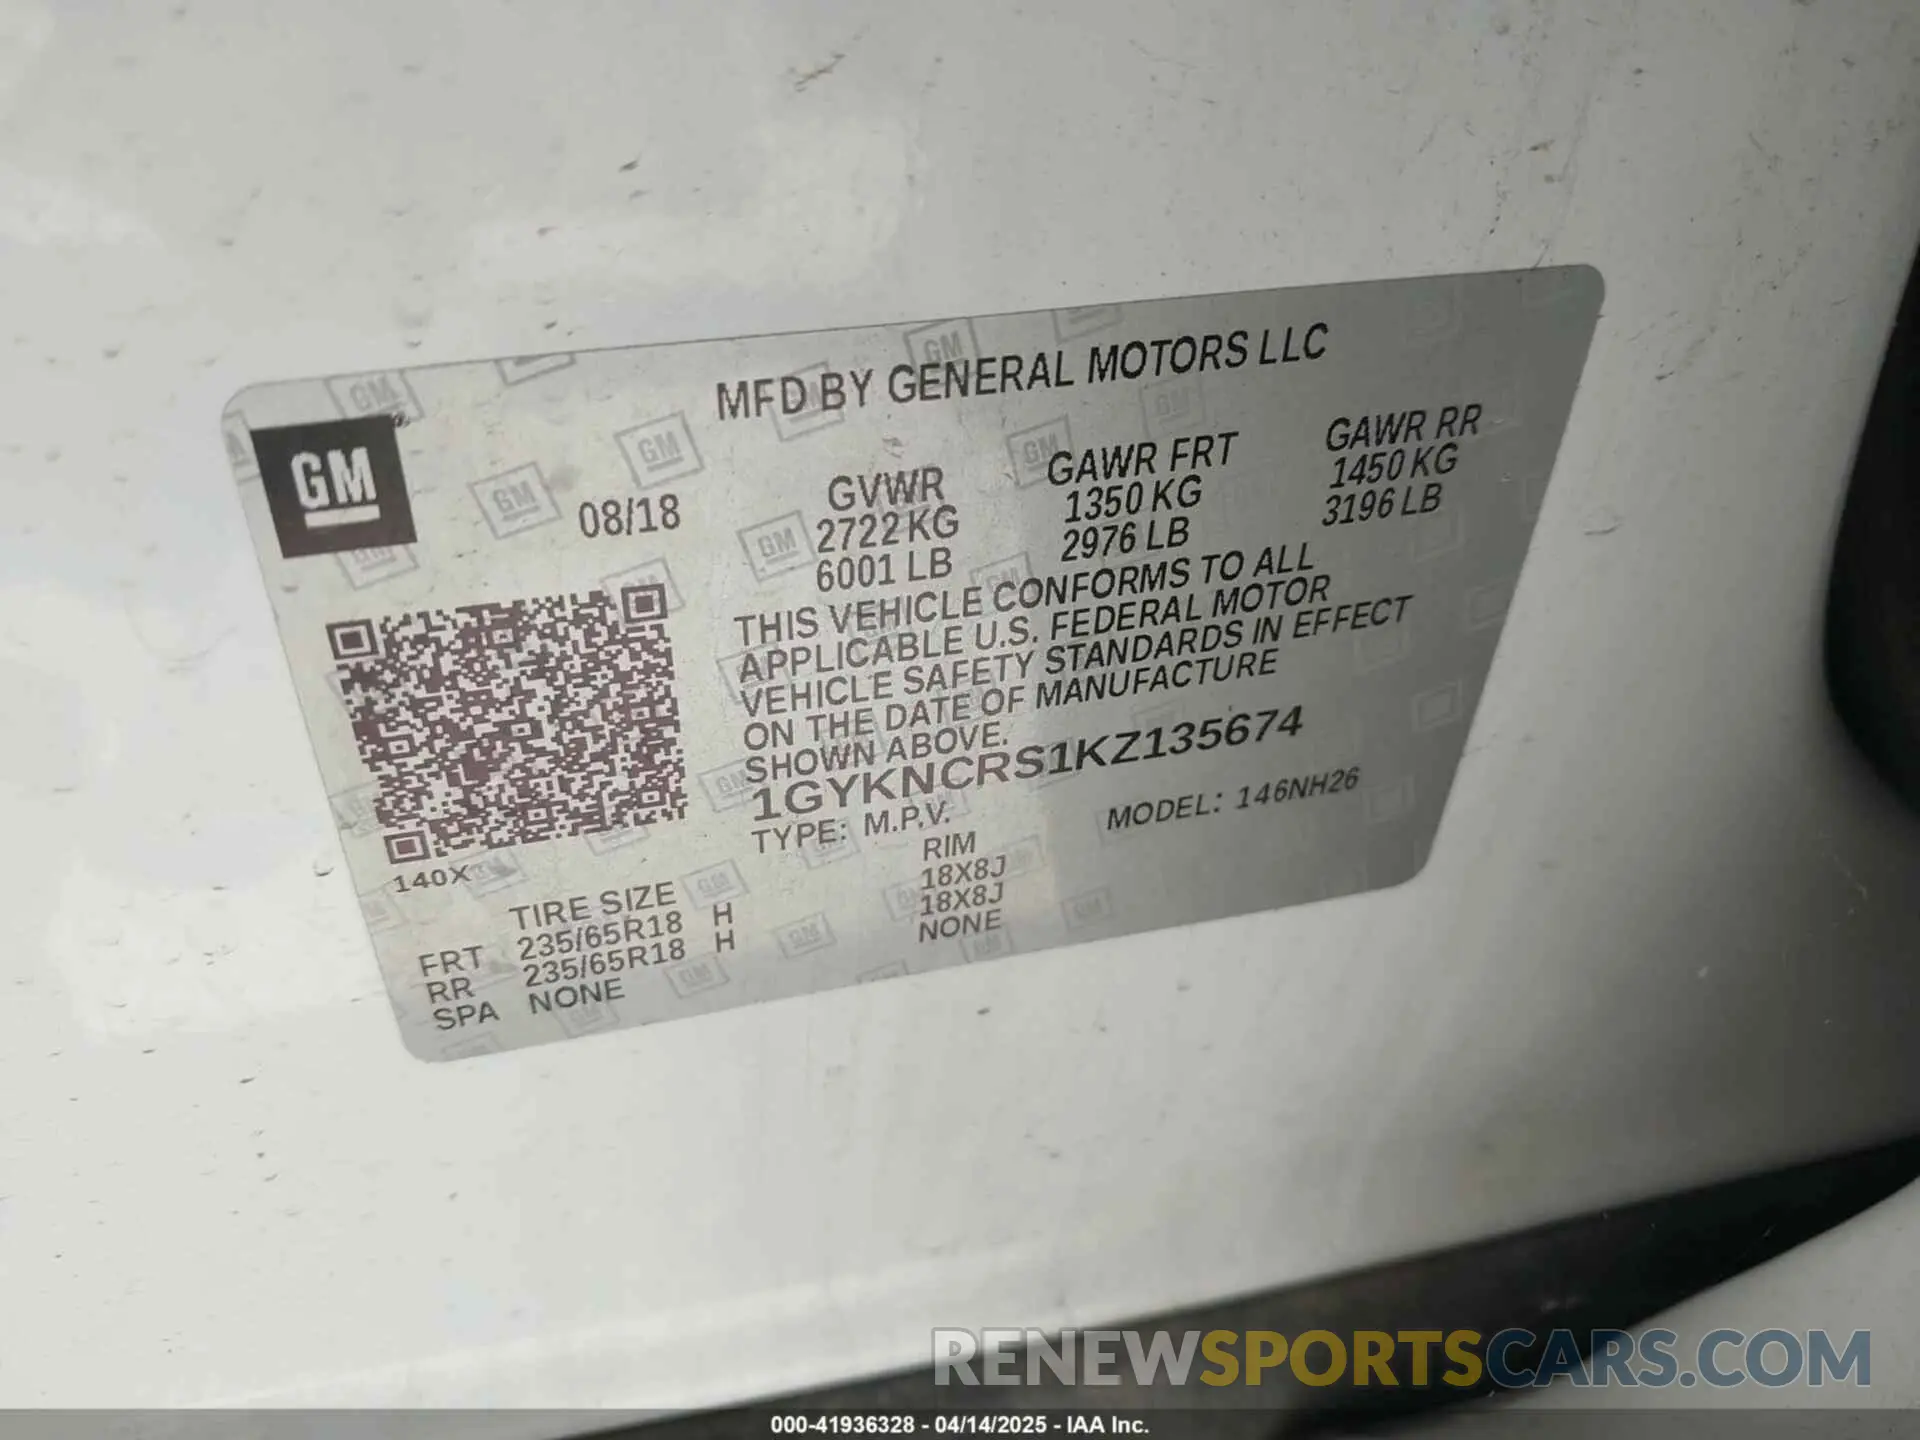 MFD BY GENERAL MOTORS LLC
GM
08/18
GVWR GAWR FRT GAWR RR
2722 KG 1350 KG 1450 KG
6001 LB 2976 LB 3196 LB
THIS VEHICLE CONFORMS TO ALL
APPLICABLE U.S. FEDERAL MOTOR
VEHICLE SAFETY STANDARDS IN EFFECT
ON THE DATE OF MANUFACTURE
SHOWN ABOVE.
1GYKNCRS1KZ135674
TYPE: M.P.V. MODEL: 146NH26
140X
TIRE SIZE RIM
FRT 235/65R18 H 18X8J
RR 235/65R18 H 18X8J
SPA NONE NONE
RENEWSPORTSCARS.COM
000-41936328 - 04/14/2025 - IAA Inc.